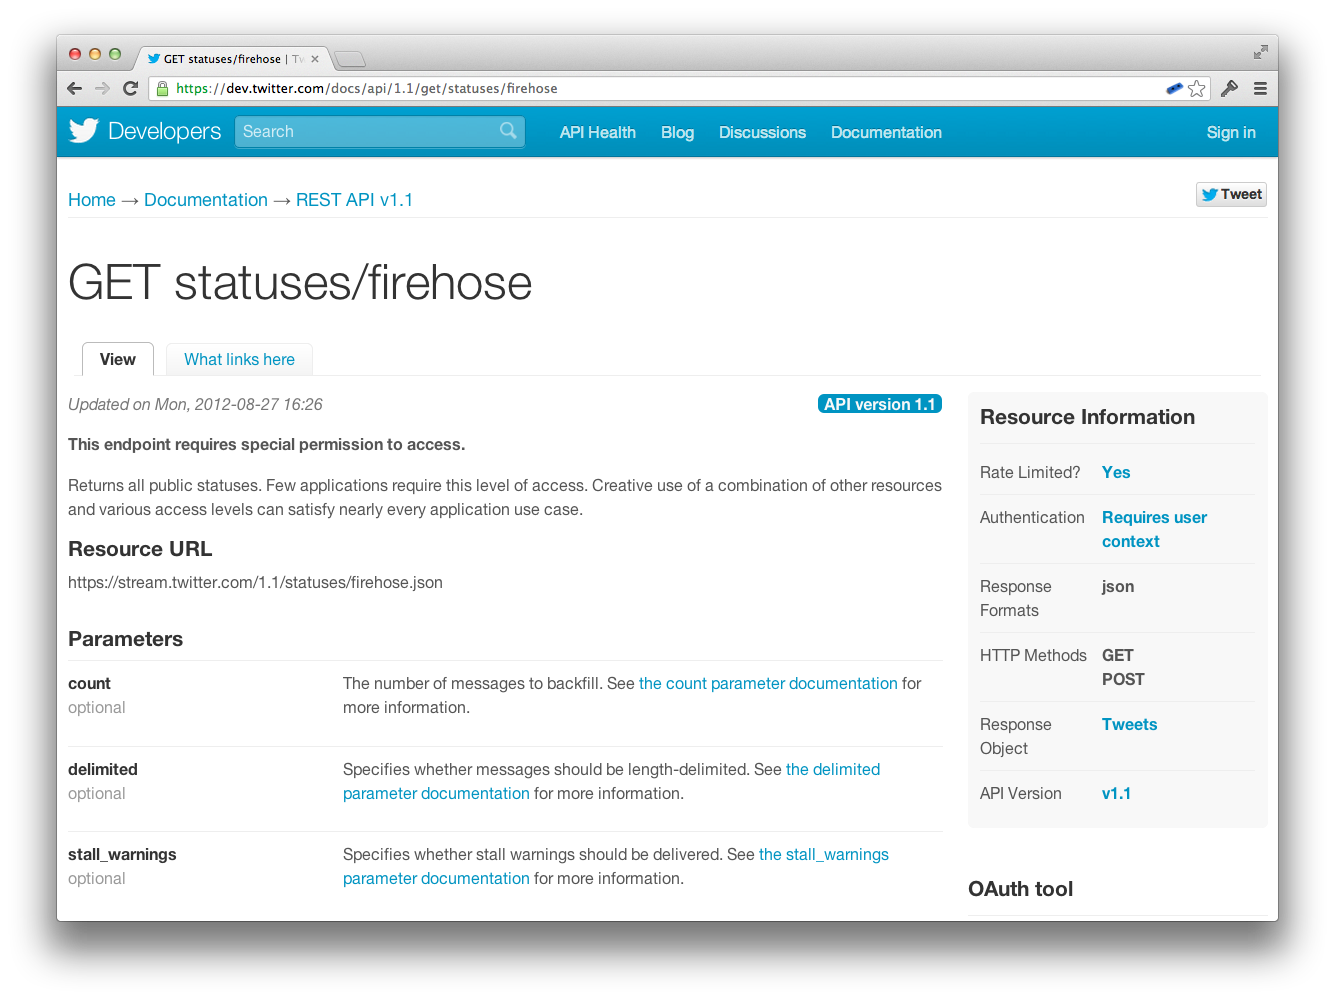 GET statuses/firehose | Tw
https://dev.twitter.com/docs/api/1.1/get/statuses/firehose
Developers
Search
API Health
Blog
Discussions
Documentation
Sign in
Home → Documentation → REST API v1.1
Tweet
GET statuses/firehose
View
What links here
Updated on Mon, 2012-08-27 16:26
API version 1.1
This endpoint requires special permission to access.
Returns all public statuses. Few applications require this level of access. Creative use of a combination of other resources
and various access levels can satisfy nearly every application use case.
Resource URL
https://stream.twitter.com/1.1/statuses/firehose.json
Parameters
count
optional
The number of messages to backfill. See the count parameter documentation for
more information.
delimited
optional
Specifies whether messages should be length-delimited. See the delimited
parameter documentation for more information.
stall_warnings
optional
Specifies whether stall warnings should be delivered. See the stall_warnings
parameter documentation for more information.
Resource Information
Rate Limited? Yes
Authentication Requires user
context
Response json
Formats
HTTP Methods GET
POST
Response Tweets
Object
API Version v1.1
OAuth tool